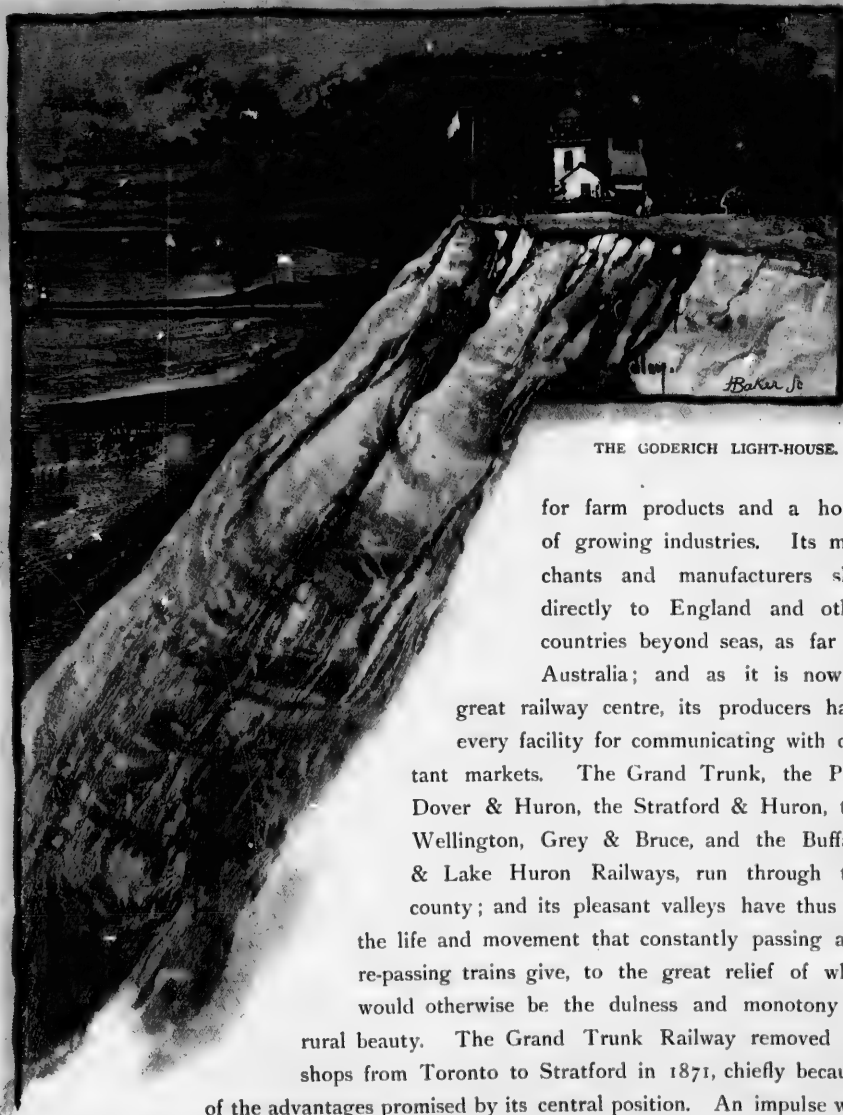 Baker Sc
THE GODERICH LIGHT-HOUSE.
for farm products and a ho
of growing industries. Its m
chants and manufacturers s
directly to England and oth
countries beyond seas, as far
Australia; and as it is now
great railway centre, its producers ha
every facility for communicating with d
tant markets. The Grand Trunk, the P
Dover & Huron, the Stratford & Huron, t
Wellington, Grey & Bruce, and the Buffa
& Lake Huron Railways, run through t
county; and its pleasant valleys have thus
the life and movement that constantly passing a
re-passing trains give, to the great relief of wh
would otherwise be the dulness and monotony
rural beauty. The Grand Trunk Railway removed
shops from Toronto to Stratford in 1871, chiefly becau
of the advantages promised by its central position. An impulse w